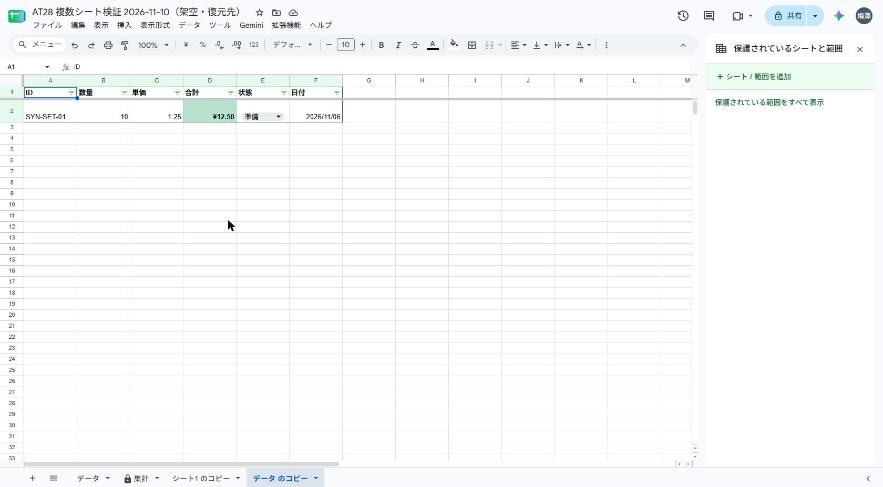 AT28 複数シート検証 2026-11-10（架空・復元先）
ファイル 編集 表示 挿入 表示形式 データ ツール Gemini 拡張機能 ヘルプ
共有
梅澤
メニュー 100% ¥ % .0 .00 123 デフォ... − 10 + B I A
A1 fx ID
保護されているシートと範囲
+ シート / 範囲を追加
保護されている範囲をすべて表示
A B C D E F G H I J K L M
1 ID 数量 単価 合計 状態 日付
2 SYN-SET-01 10 1.25 ¥12.50 準備 2026/11/06
3
4
5
6
7
8
9
10
11
12
13
14
15
16
17
18
19
20
21
22
23
24
25
26
27
28
29
30
31
32
33
+ データ 集計 シート1 のコピー データ のコピー